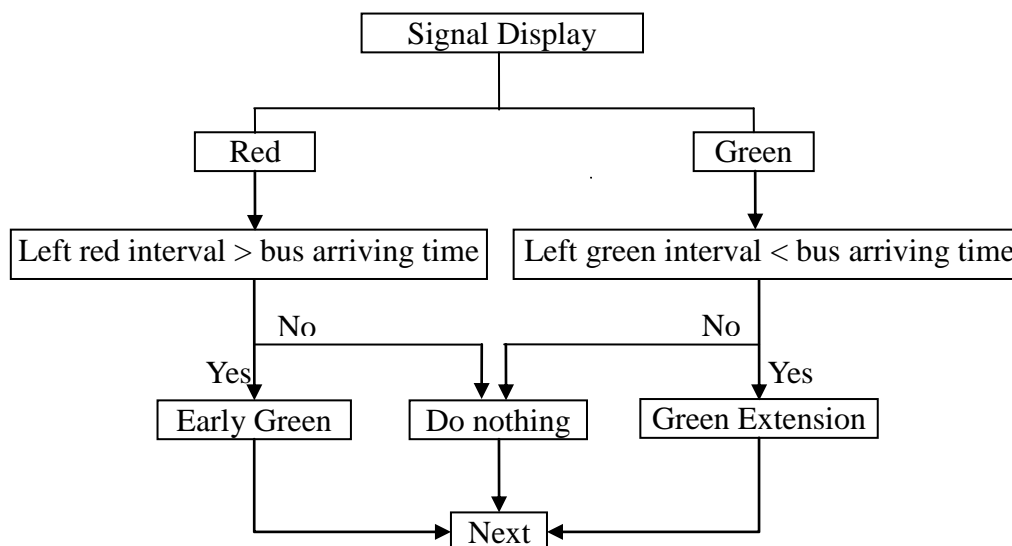 Signal Display
Red
Green
Left red interval > bus arriving time
Left green interval < bus arriving time
No
No
Yes
Yes
Early Green
Do nothing
Green Extension
Next